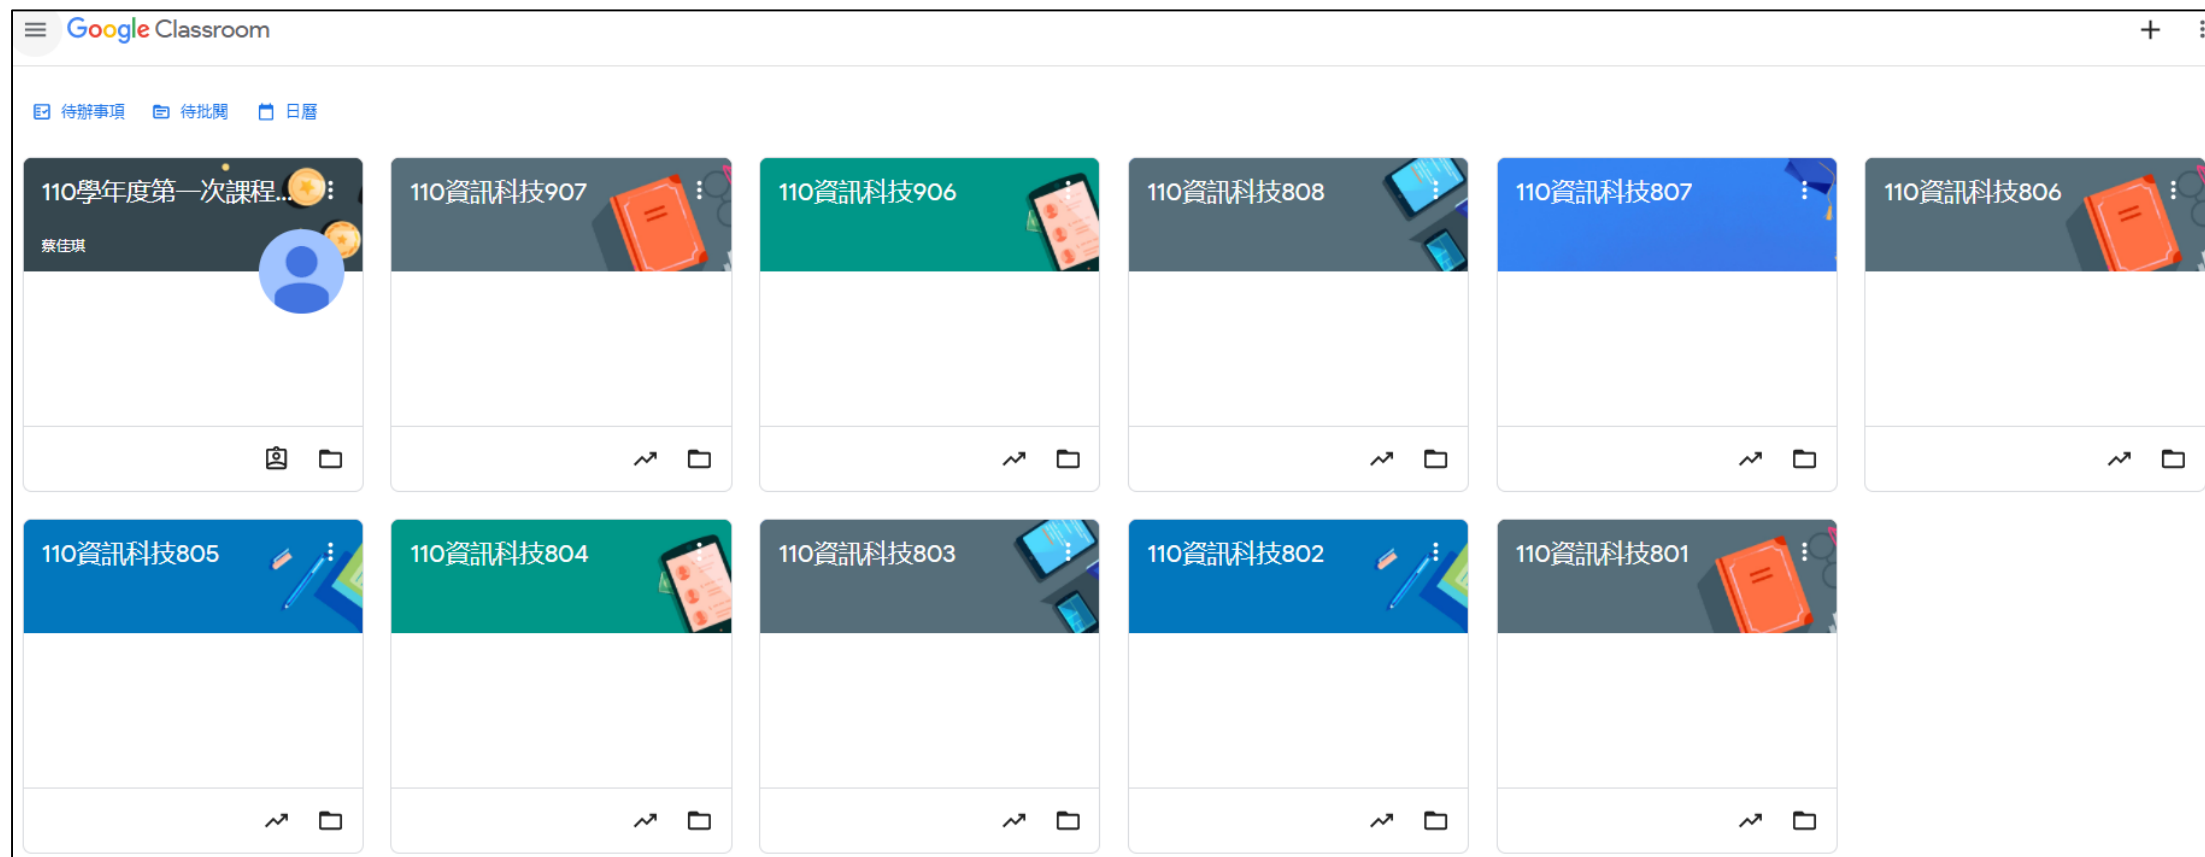 Google Classroom
待辦事項 待批閱 日曆
110學年度第一次課程...
蔡佳琪
110資訊科技907
110資訊科技906
110資訊科技808
110資訊科技807
110資訊科技806
110資訊科技805
110資訊科技804
110資訊科技803
110資訊科技802
110資訊科技801